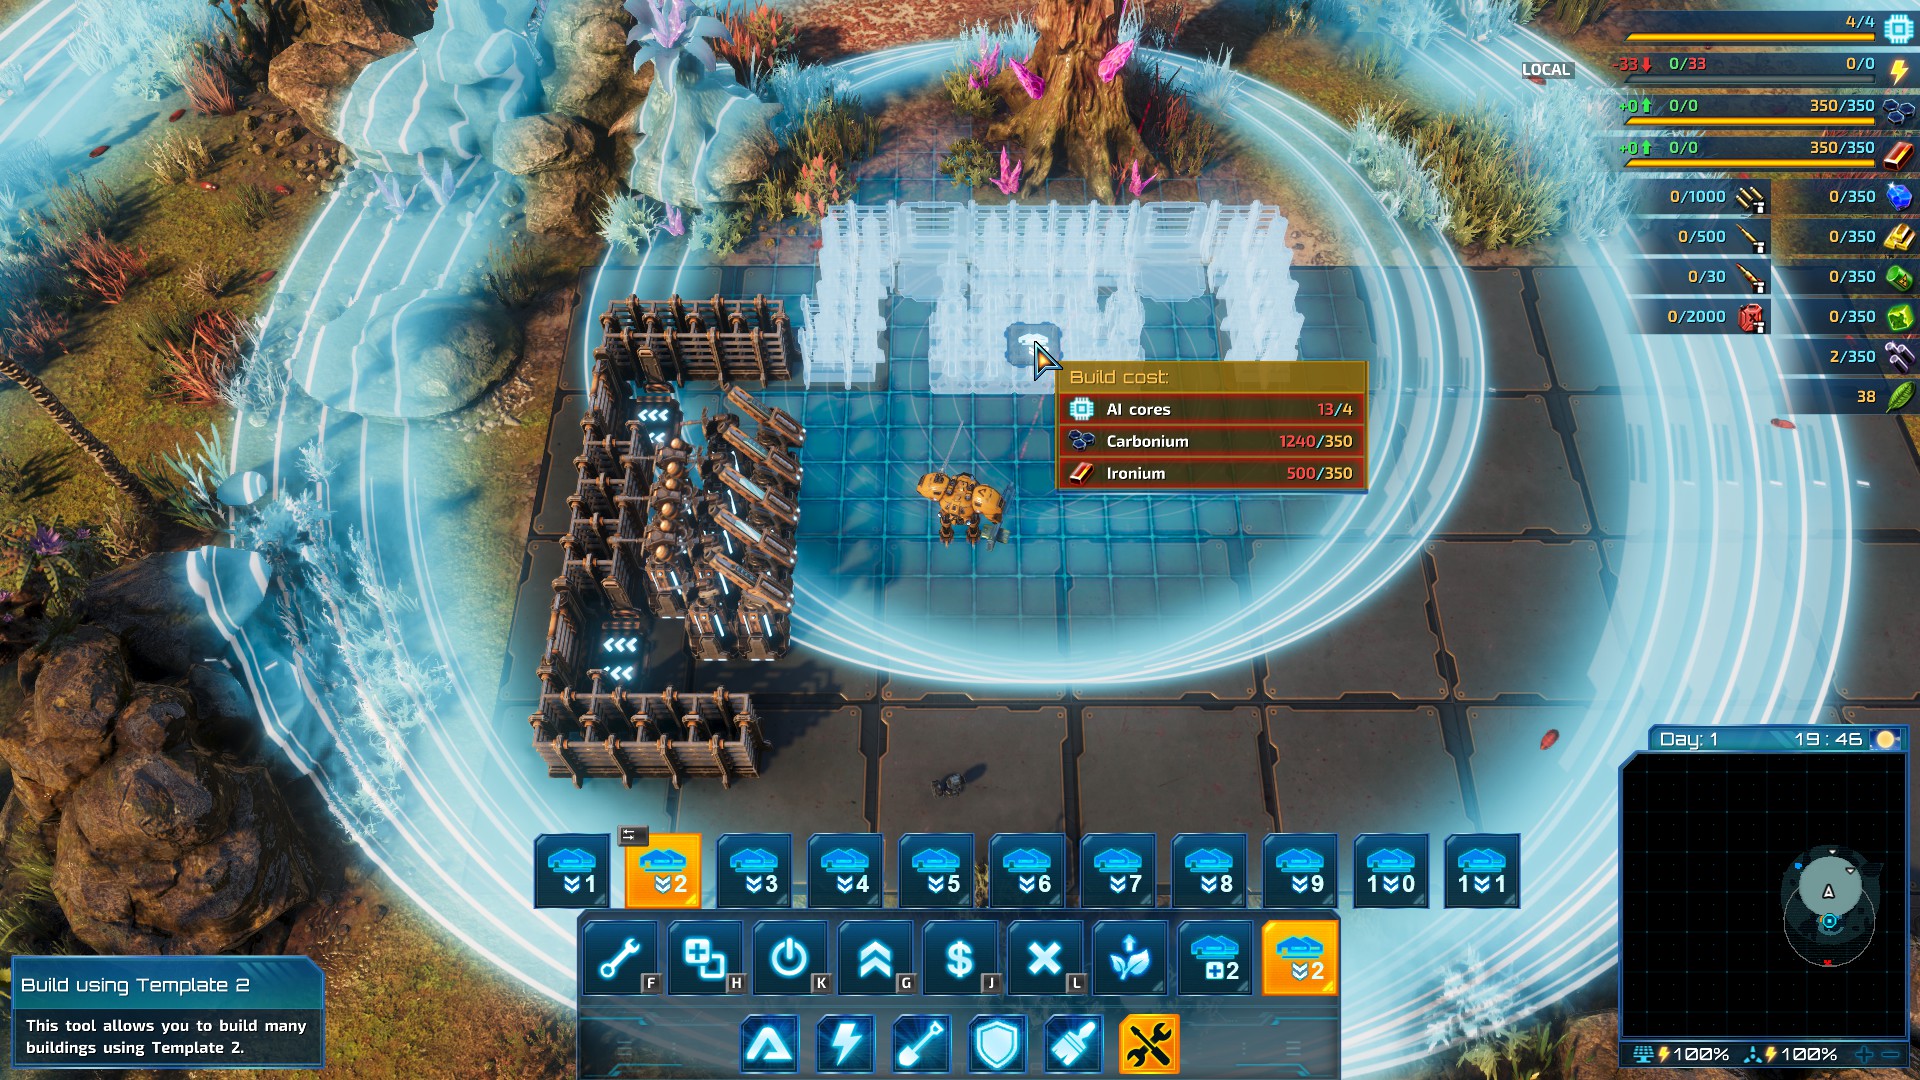 4/4
LOCAL
-33 0/33 0/0
+0 0/0 350/350
+0 0/0 350/350
0/1000 0/350
0/500 0/350
0/30 0/350
0/2000 0/350
2/350
38
Build cost:
AI cores 13/4
Carbonium 1240/350
Ironium 500/350
Day: 1 19:46
1 2 3 4 5 6 7 8 9 10 11
2 2
F H K G J L
Build using Template 2
This tool allows you to build many
buildings using Template 2.
100% 100%